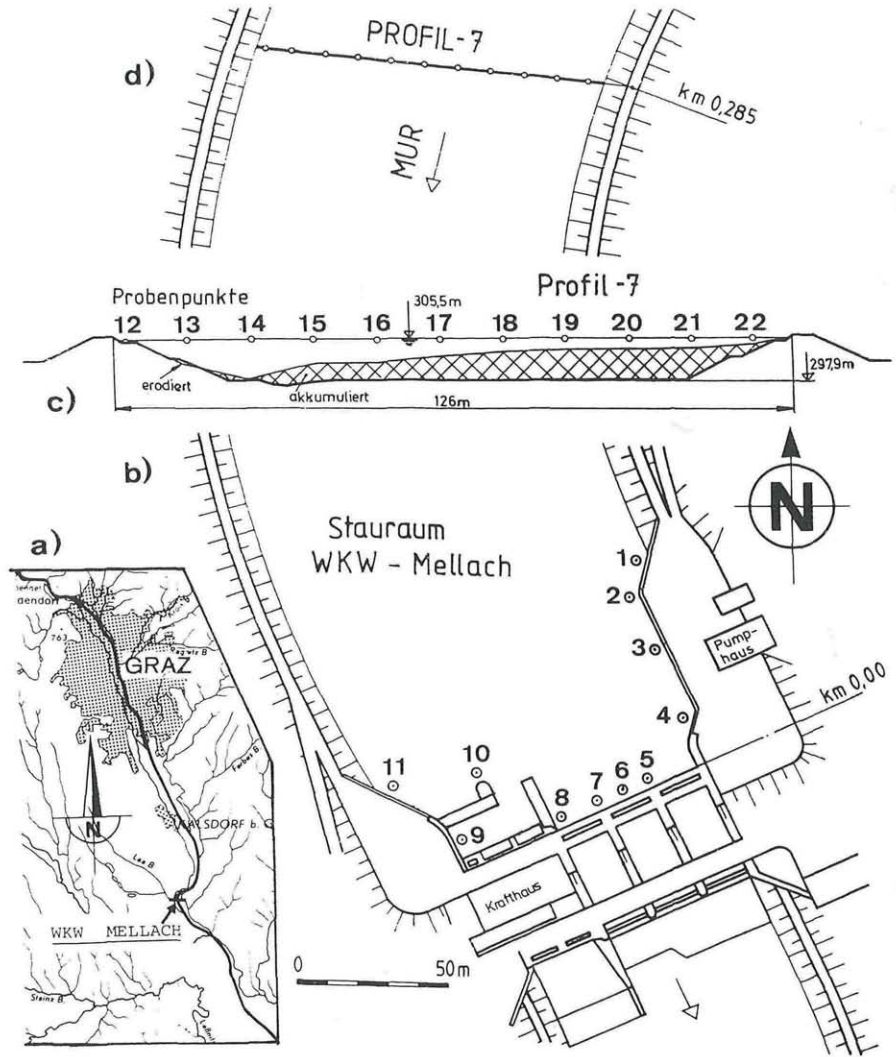 PROFIL-7
d)
km 0,285
MUR
Profil-7
Probenpunkte
305,5m
12 13 14 15 16 17 18 19 20 21 22
297,9m
erodiert
akkumuliert
c)
126m
b)
N
Stauraum
WKW - Mellach
a)
1
2
3
4
Pump-
haus
km 0,00
763
GRAZ
11
10
9
8
7
6
5
N
KALSDORF b. G
Krafthaus
WKW MELLACH
0 50m